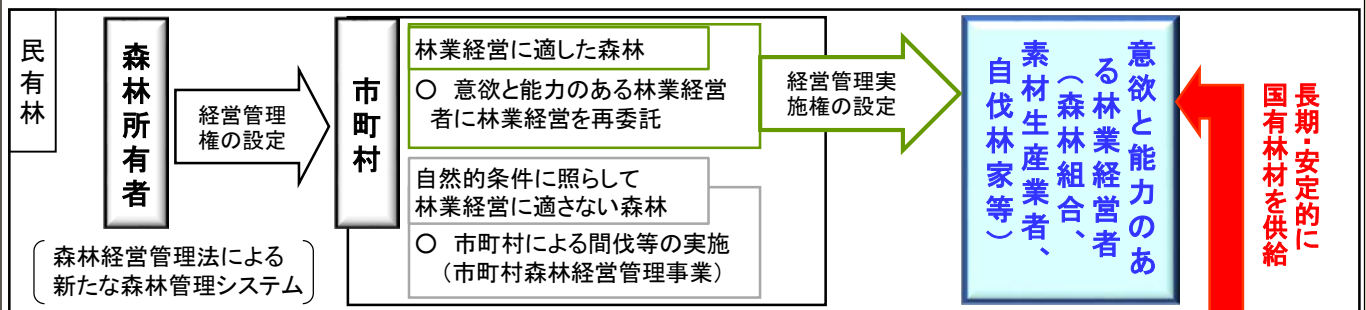 民有林
森林所有者
経営管理
権の設定
森林経営管理法による
新たな森林管理システム
市町村
林業経営に適した森林
○ 意欲と能力のある林業経営
者に林業経営を再委託
自然的条件に照らして
林業経営に適さない森林
○ 市町村による間伐等の実施
(市町村森林経営管理事業)
経営管理実
施権の設定
意欲と能力のあ
る林業経営者
(森林組合、
素材生産業者、
自伐林家等)
長期・安定的に
国有林材を供給